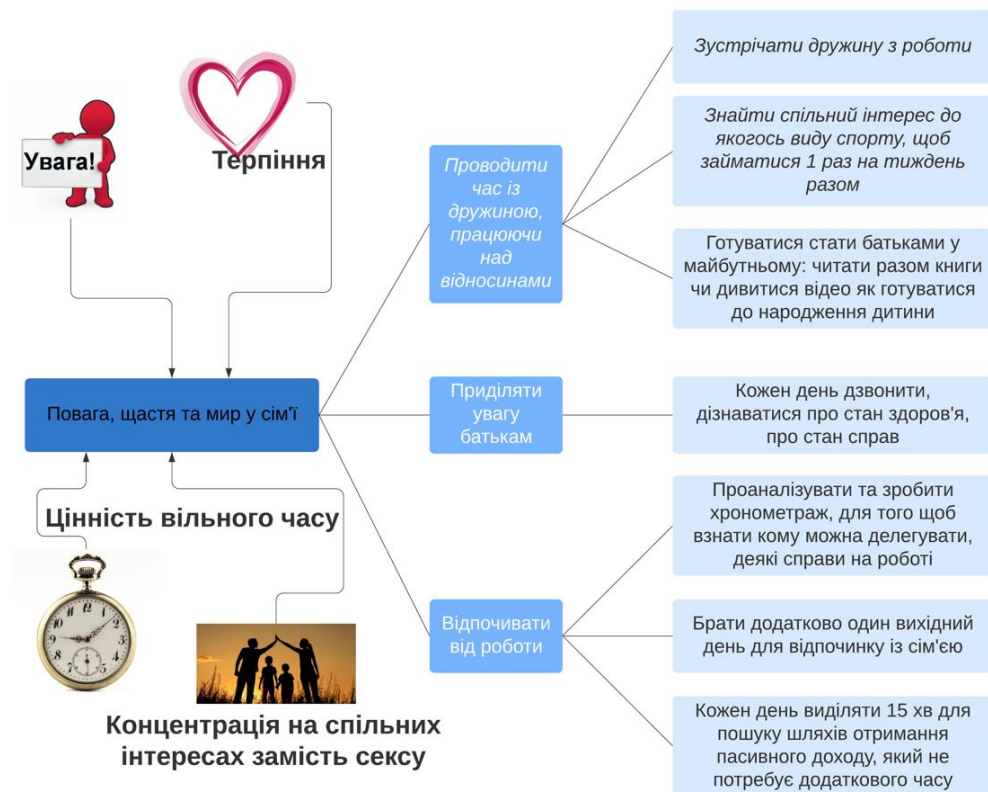 Увага!
Терпіння
Повага, щастя та мир у сім'ї
Цінність вільного часу
Концентрація на спільних
інтересах замість сексу
Проводити
час із
дружиною,
працюючи
над
відносинами
Зустрічати дружину з роботи
Знайти спільний інтерес до
якогось виду спорту, щоб
займатися 1 раз на тиждень
разом
Готуватися стати батьками у
майбутньому: читати разом книги
чи дивитися відео як готуватися
до народження дитини
Приділяти
увагу
батькам
Кожен день дзвонити,
дізнаватися про стан здоров'я,
про стан справ
Відпочивати
від роботи
Проаналізувати та зробити
хронометраж, для того щоб
взнати кому можна делегувати,
деякі справи на роботі
Брати додатково один вихідний
день для відпочинку із сім'єю
Кожен день виділяти 15 хв для
пошуку шляхів отримання
пасивного доходу, який не
потребує додаткового часу